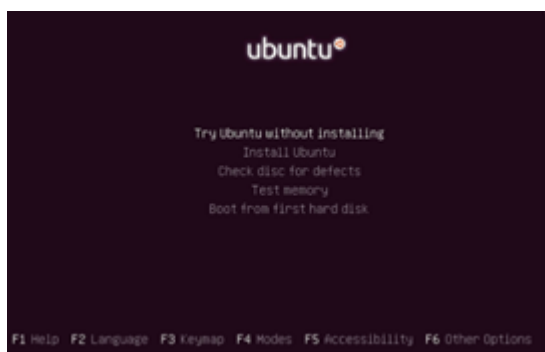 ubuntu
Try Ubuntu without installing
Install Ubuntu
Check disc for defects
Test memory
Boot from first hard disk
F1 Help F2 Language F3 Keymap F4 Modes F5 Accessibility F6 Other Options